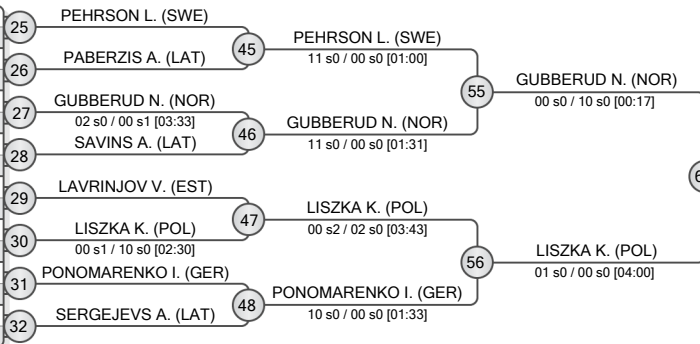 25
PEHRSON L. (SWE)
26
PABERZIS A. (LAT)
45
PEHRSON L. (SWE)
11 s0 / 00 s0 [01:00]
27
GUBBERUD N. (NOR)
02 s0 / 00 s1 [03:33]
28
SAVINS A. (LAT)
46
GUBBERUD N. (NOR)
11 s0 / 00 s0 [01:31]
55
GUBBERUD N. (NOR)
00 s0 / 10 s0 [00:17]
29
LAVRINJOV V. (EST)
30
LISZKA K. (POL)
00 s1 / 10 s0 [02:30]
47
LISZKA K. (POL)
00 s2 / 02 s0 [03:43]
31
PONOMARENKO I. (GER)
32
SERGEJEVS A. (LAT)
48
PONOMARENKO I. (GER)
10 s0 / 00 s0 [01:33]
56
LISZKA K. (POL)
01 s0 / 00 s0 [04:00]